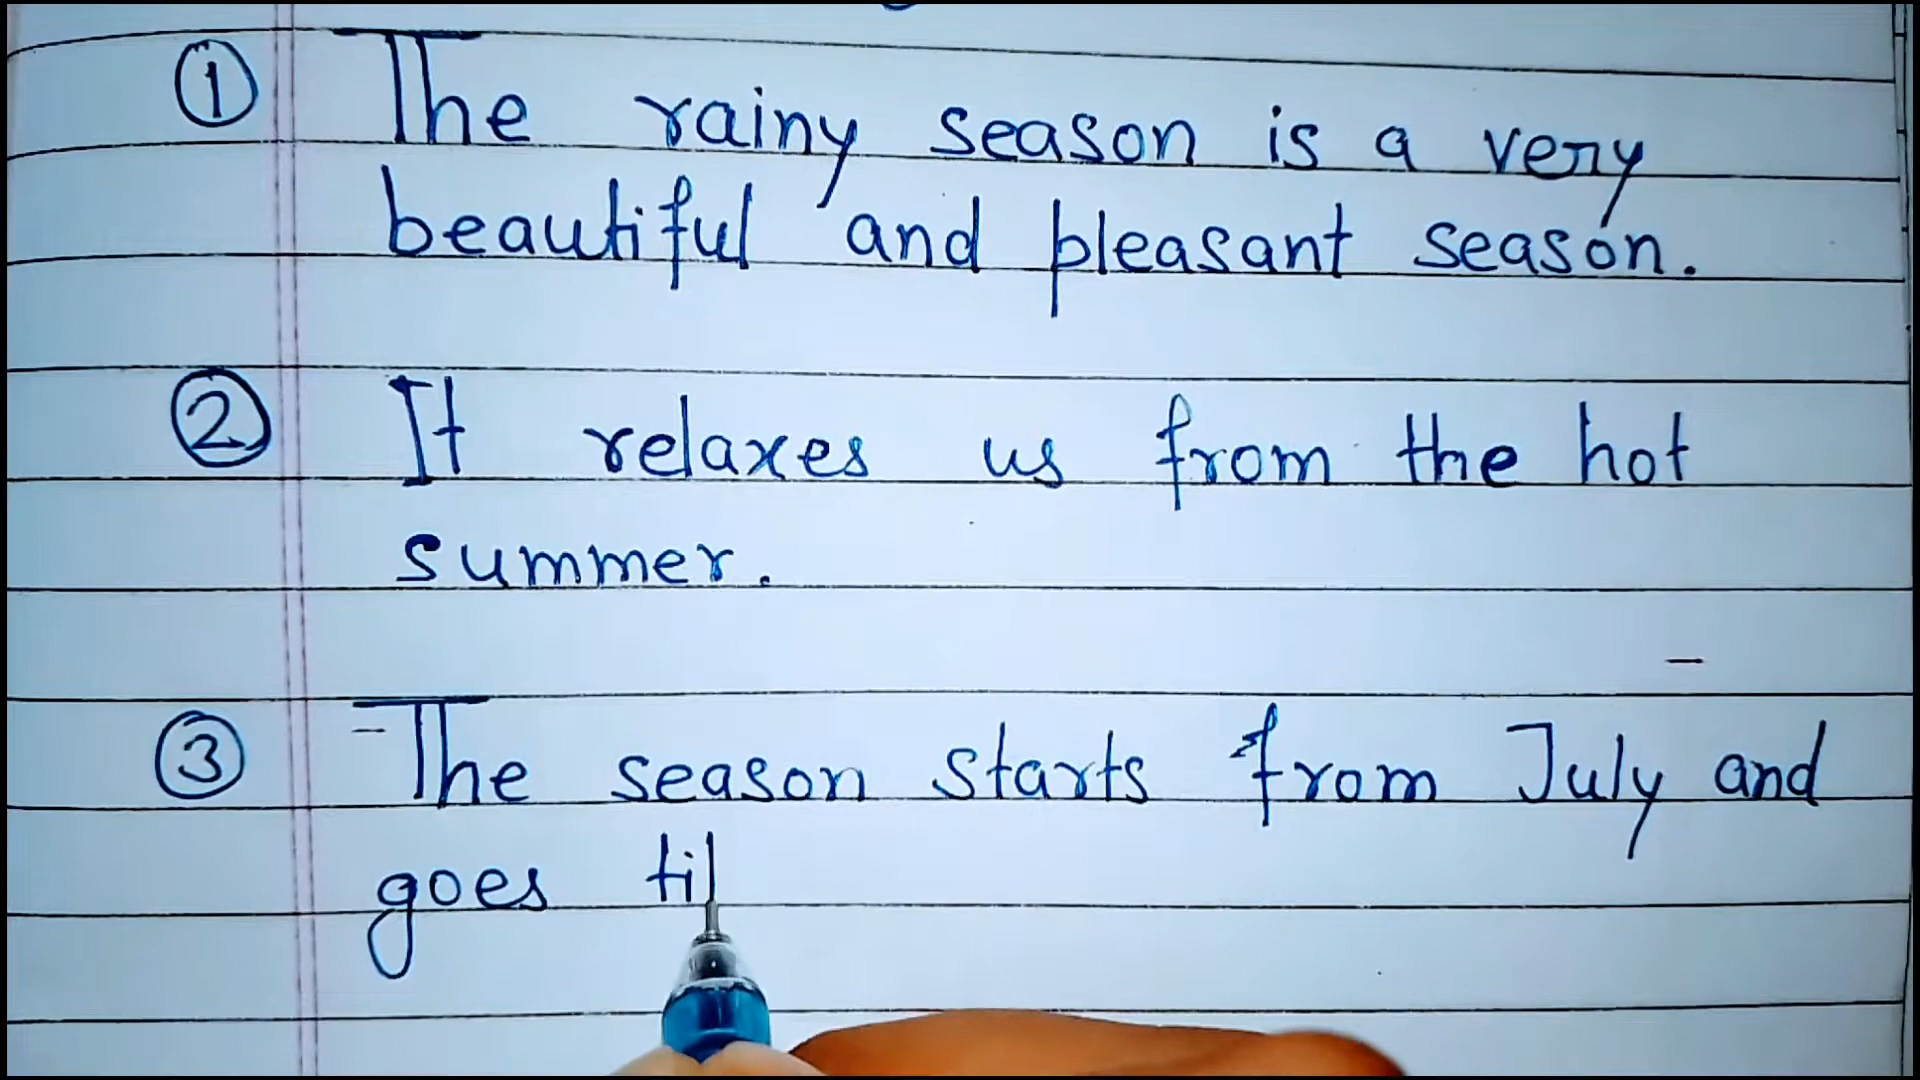 ① The rainy season is a very
beautiful and pleasant season.
② It relaxes us from the hot
summer.
③ The season starts from July and
goes til